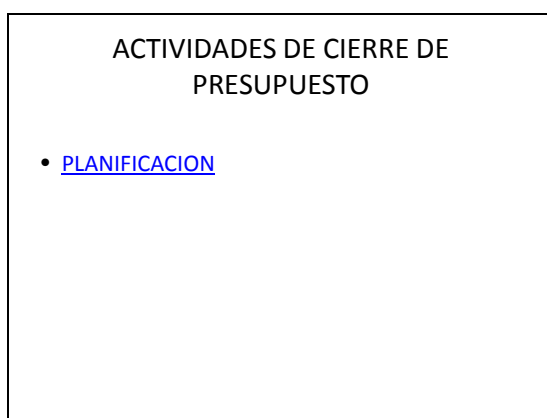 ACTIVIDADES DE CIERRE DE
PRESUPUESTO
• PLANIFICACION